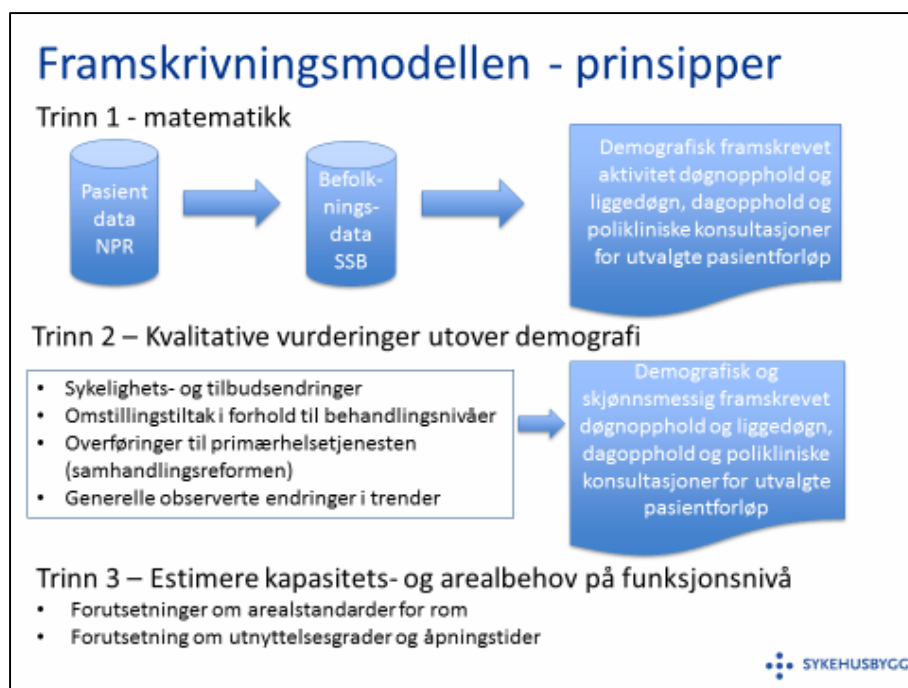 Framskrivningsmodellen - prinsipper
Trinn 1 - matematikk
Pasient
data
NPR
Befolk-
nings-
data
SSB
Demografisk framskrevet
aktivitet døgnopphold og
liggedøgn, dagopphold og
polikliniske konsultasjoner
for utvalgte pasientforløp
Trinn 2 – Kvalitative vurderinger utover demografi
• Sykelighets- og tilbudsendringer
• Omstillingstiltak i forhold til behandlingsnivåer
• Overføringer til primærhelsetjenesten
(samhandlingsreformen)
• Generelle observerte endringer i trender
Demografisk og
skjønnsmessig framskrevet
døgnopphold og liggedøgn,
dagopphold og polikliniske
konsultasjoner for utvalgte
pasientforløp
Trinn 3 – Estimere kapasitets- og arealbehov på funksjonsnivå
• Forutsetninger om arealstandarder for rom
• Forutsetning om utnyttelsesgrader og åpningstider
SYKEHUSBYGG